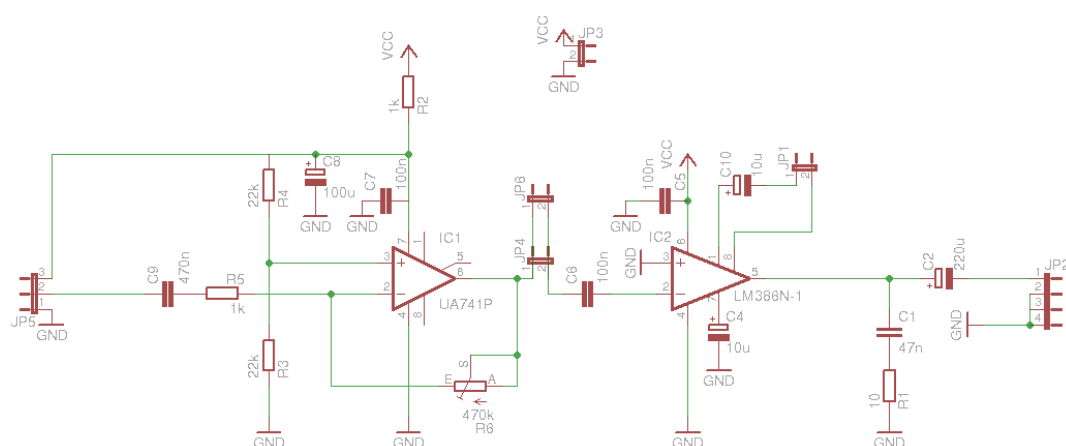 VCC
JP3
VCC
1
2
GND
1k
R2
C8
+
100u
GND
C7
100n
GND
22k
R4
JP6
1
2
JP4
1
2
100n
C5
VCC
GND
C10
10u
+
JP1
1
2
IC1
7
1
3
+
2
-
5
6
4
8
UA741P
IC2
6
1
8
GND
3
+
2
-
5
7
4
LM386N-1
3
2
1
JP5
GND
C9
470n
R5
1k
C6
100n
C2
220u
+
JP2
1
2
3
4
GND
C4
+
10u
GND
C1
47n
22k
R3
S
E
A
470k
R6
10
R1
GND
GND
GND
GND